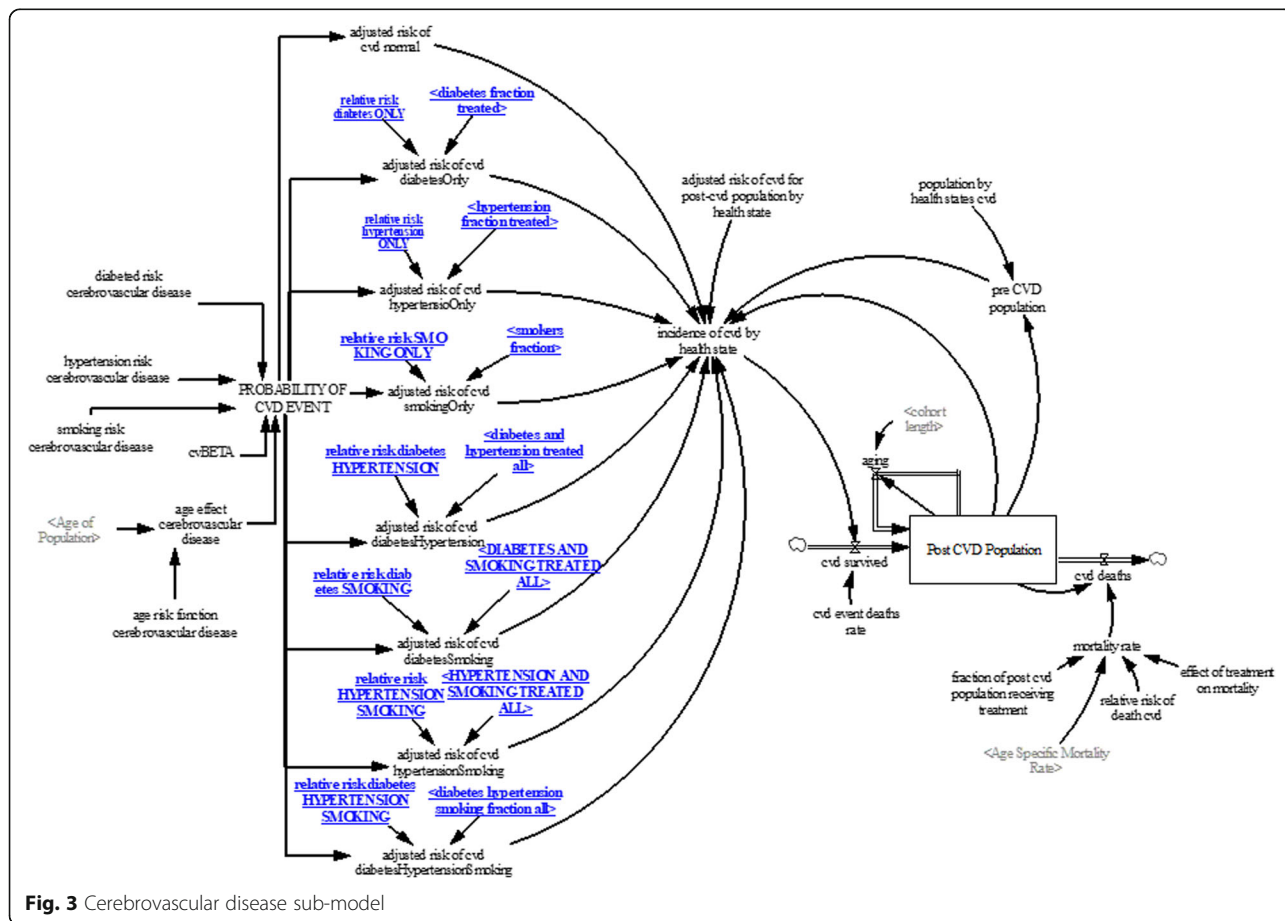 adjusted risk of
cvd normal
relative risk
diabetes ONLY
<diabetes fraction
treated>
adjusted risk of cvd
diabetesOnly
relative risk
hypertension
ONLY
<hypertension
fraction treated>
adjusted risk of cvd
hypertensioOnly
relative risk SMO
KING ONLY
<smokers
fraction>
adjusted risk of cvd
smokingOnly
relative risk diabetes
HYPERTENSION
<diabetes and
hypertension treated
all>
adjusted risk of cvd
diabetesHypertension
relative risk diab
etes SMOKING
<DIABETES AND
SMOKING TREATED
ALL>
adjusted risk of cvd
diabetesSmoking
relative risk
HYPERTENSION
SMOKING
<HYPERTENSION AND
SMOKING TREATED
ALL>
adjusted risk of cvd
hypertensionSmoking
relative risk diabetes
HYPERTENSION
SMOKING
<diabetes hypertension
smoking fraction all>
adjusted risk of cvd
diabetesHypertensionSmoking
diabeted risk
cerebrovascular disease
hypertension risk
cerebrovascular disease
smoking risk
cerebrovascular disease
cvBETA
PROBABILITY OF
CVD EVENT
<Age of
Population>
age effect
cerebrovascular
disease
age risk function
cerebrovascular disease
adjusted risk of cvd for
post-cvd population by
health state
incidence of cvd by
health state
population by
health states cvd
pre CVD
population
<cohort
length>
aging
Post CVD Population
cvd survived
cvd event deaths
rate
cvd deaths
mortality rate
fraction of post cvd
population receiving
treatment
relative risk of
death cvd
effect of treatment
on mortality
<Age Specific Mortality
Rate>
Fig. 3 Cerebrovascular disease sub-model